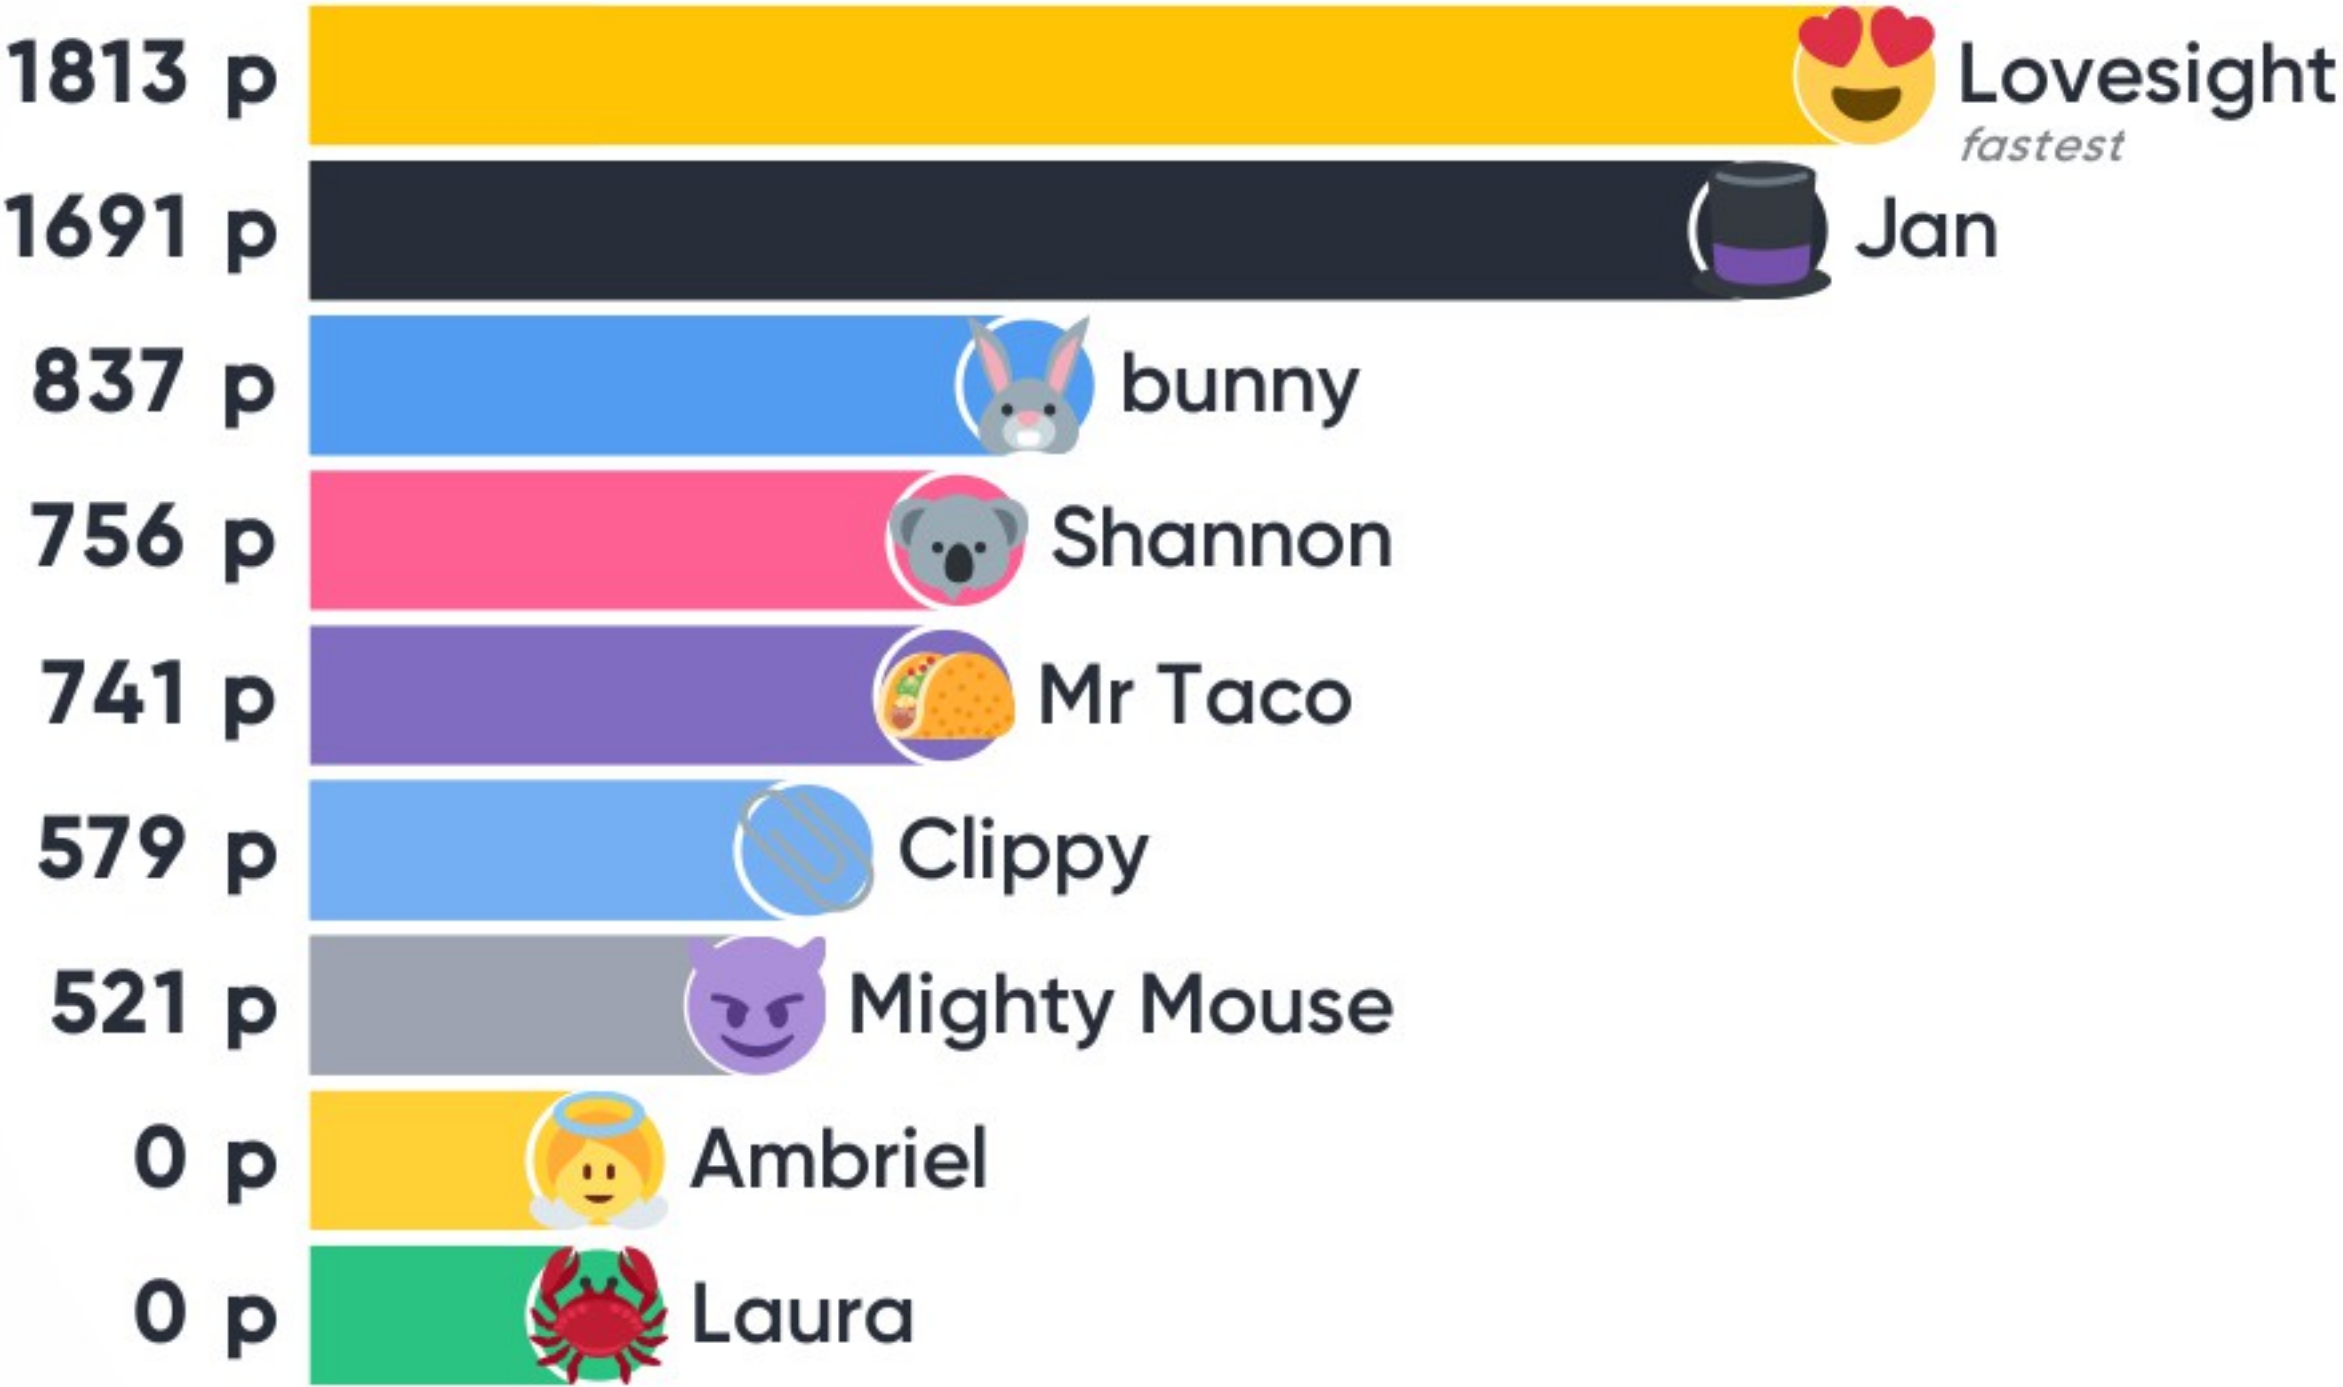 1813 p Lovesight
fastest
1691 p Jan
837 p bunny
756 p Shannon
741 p Mr Taco
579 p Clippy
521 p Mighty Mouse
0 p Ambriel
0 p Laura